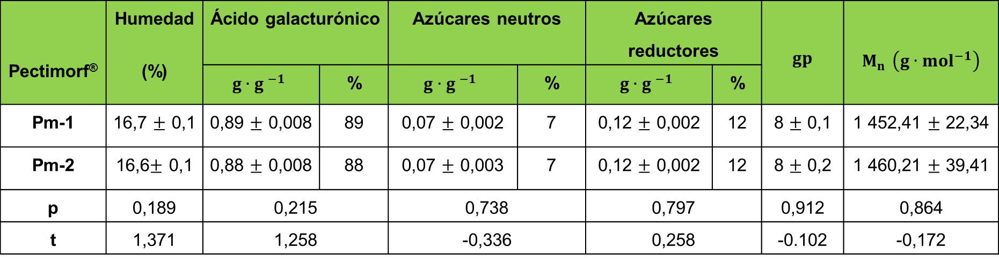 Pectimorf® Humedad (%) Ácido galacturónico Azúcares neutros Azúcares reductores gp Mₙ (g · mol⁻¹)
g · g ⁻¹ % g · g ⁻¹ % g · g ⁻¹ %
Pm-1 16,7 ± 0,1 0,89 ± 0,008 89 0,07 ± 0,002 7 0,12 ± 0,002 12 8 ± 0,1 1 452,41 ± 22,34
Pm-2 16,6± 0,1 0,88 ± 0,008 88 0,07 ± 0,003 7 0,12 ± 0,002 12 8 ± 0,2 1 460,21 ± 39,41
p 0,189 0,215 0,738 0,797 0,912 0,864
t 1,371 1,258 -0,336 0,258 -0.102 -0,172